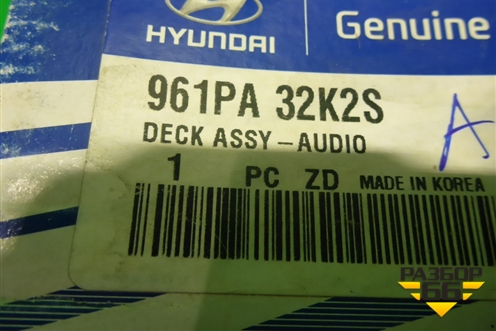 HYUNDAI
Genuine
961PA 32K2S
DECK ASSY-AUDIO
A
1 PC ZD MADE IN KOREA
РАЗБОР
66